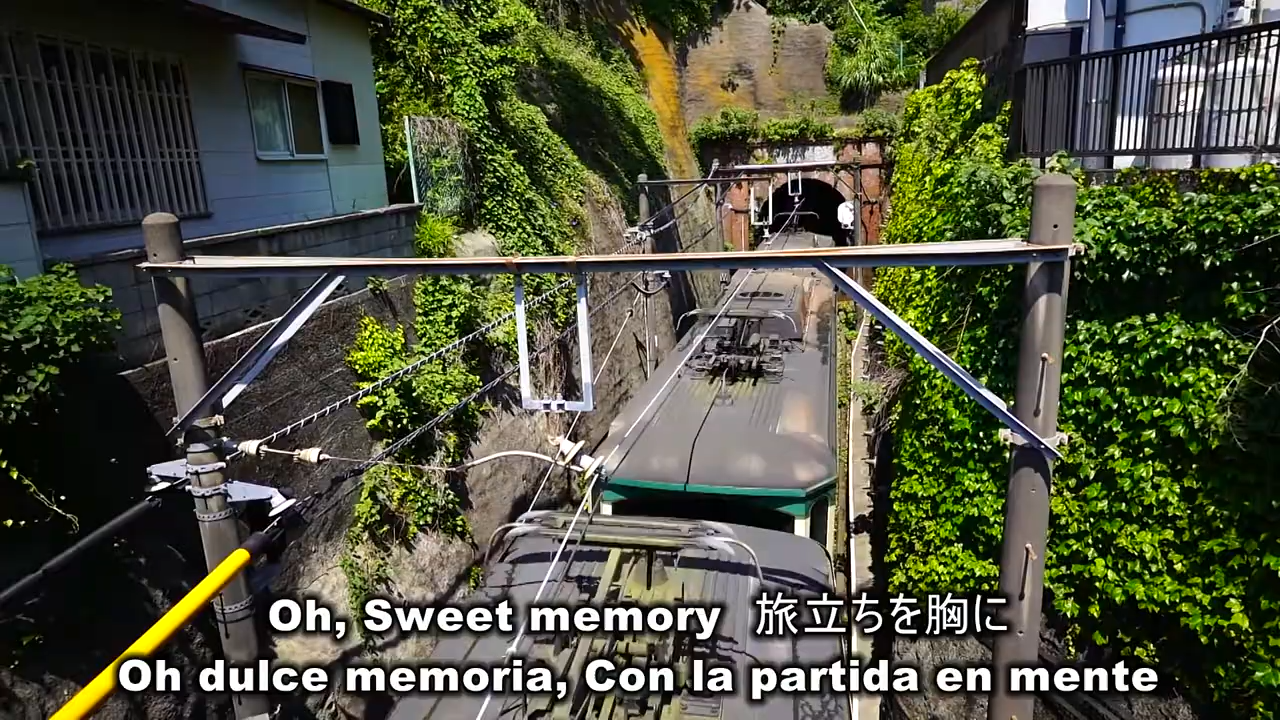 Oh, Sweet memory 旅立ちを胸に
Oh dulce memoria, Con la partida en mente